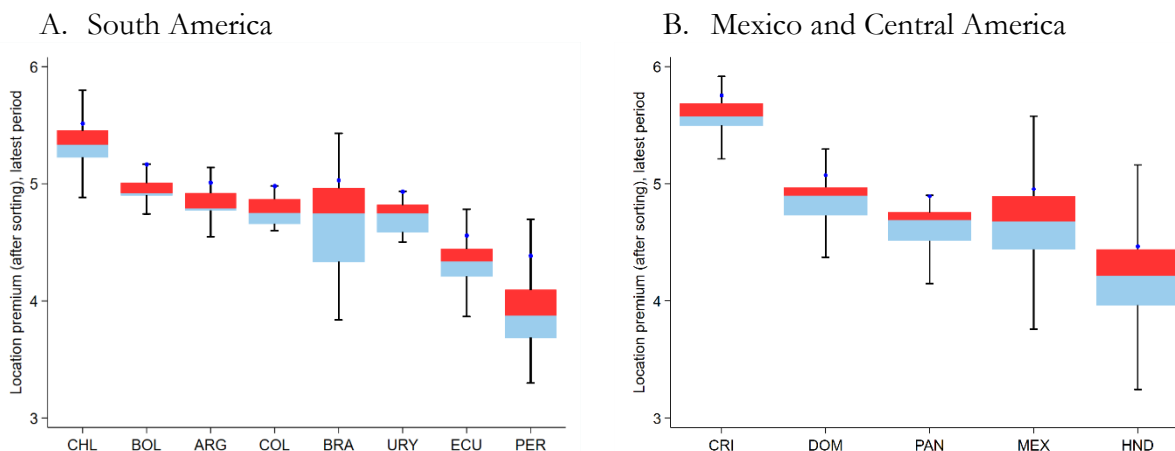 A. South America
Location premium (after sorting), latest period
6
5
4
3
CHL BOL ARG COL BRA URY ECU PER
B. Mexico and Central America
Location premium (after sorting), latest period
6
5
4
3
CRI DOM PAN MEX HND